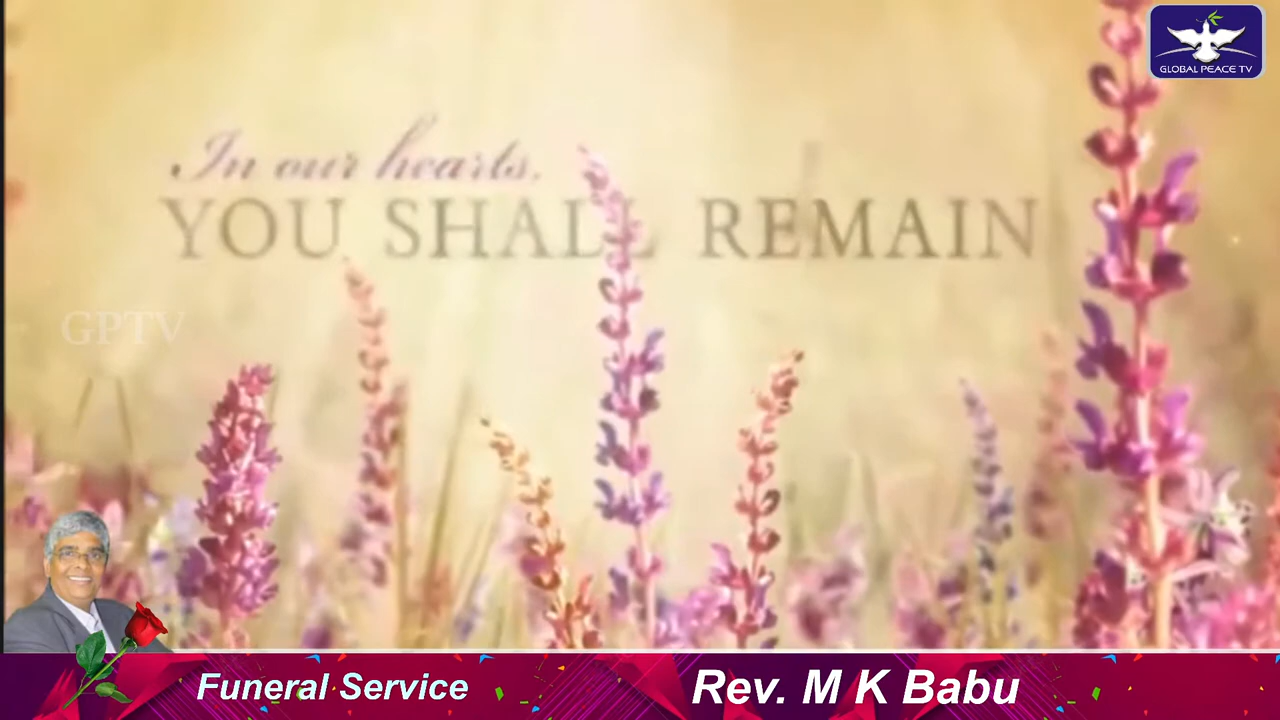 GLOBAL PEACE TV
In our hearts,
YOU SHALL REMAIN
GPTV
Funeral Service
Rev. M K Babu